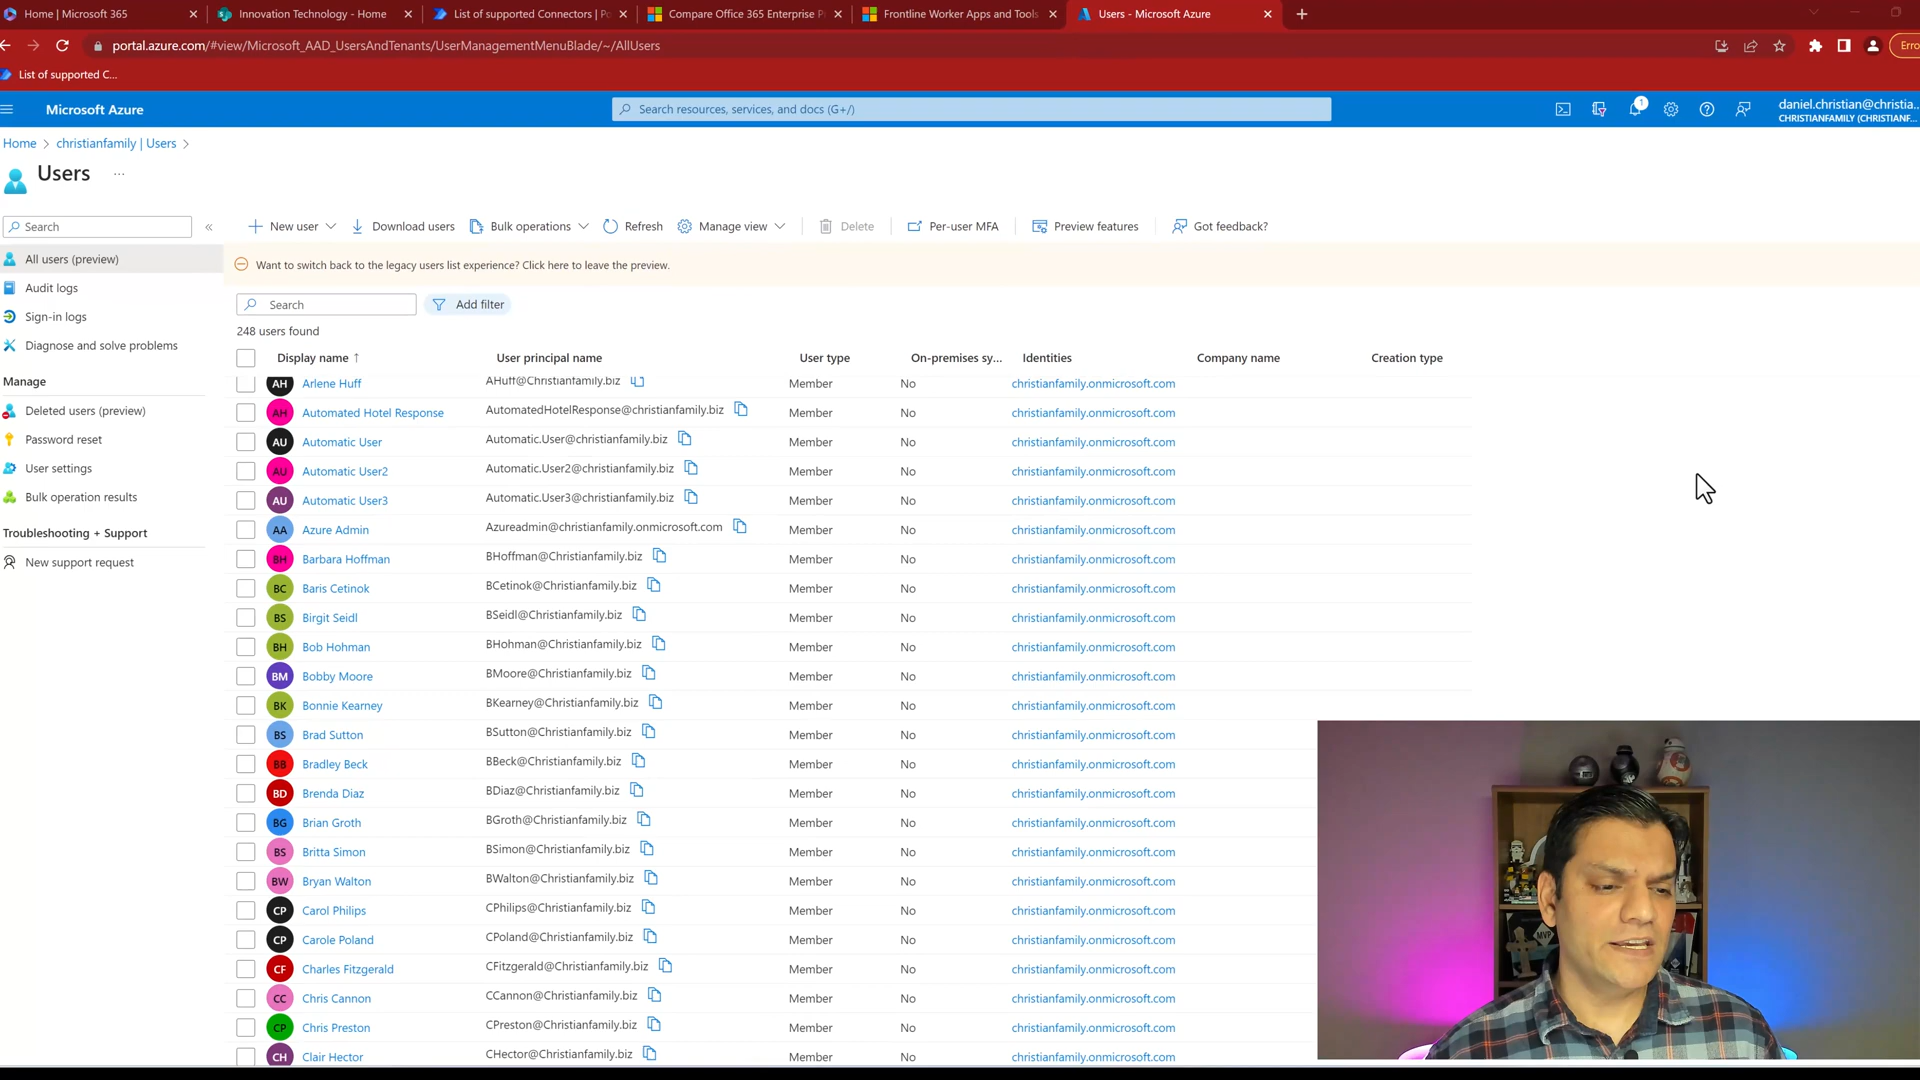 Home | Microsoft 365
Innovation Technology - Home
List of supported Connectors | Po
Compare Office 365 Enterprise P
Frontline Worker Apps and Tools
Users - Microsoft Azure
portal.azure.com/#view/Microsoft_AAD_UsersAndTenants/UserManagementMenuBlade/~/AllUsers
Erro
List of supported C...
Microsoft Azure
Search resources, services, and docs (G+/)
1
daniel.christian@christia...
CHRISTIANFAMILY (CHRISTIANF...
Home > christianfamily | Users >
Users ...
Search
«
New user
Download users
Bulk operations
Refresh
Manage view
Delete
Per-user MFA
Preview features
Got feedback?
All users (preview)
Audit logs
Sign-in logs
Diagnose and solve problems
Manage
Deleted users (preview)
Password reset
User settings
Bulk operation results
Troubleshooting + Support
New support request
Want to switch back to the legacy users list experience? Click here to leave the preview.
Search
Add filter
248 users found
Display name ↑ User principal name User type On-premises sy... Identities Company name Creation type
AH Arlene Huff AHuff@Christianfamily.biz Member No christianfamily.onmicrosoft.com
AH Automated Hotel Response AutomatedHotelResponse@christianfamily.biz Member No christianfamily.onmicrosoft.com
AU Automatic User Automatic.User@christianfamily.biz Member No christianfamily.onmicrosoft.com
AU Automatic User2 Automatic.User2@christianfamily.biz Member No christianfamily.onmicrosoft.com
AU Automatic User3 Automatic.User3@christianfamily.biz Member No christianfamily.onmicrosoft.com
AA Azure Admin Azureadmin@christianfamily.onmicrosoft.com Member No christianfamily.onmicrosoft.com
BH Barbara Hoffman BHoffman@Christianfamily.biz Member No christianfamily.onmicrosoft.com
BC Baris Cetinok BCetinok@Christianfamily.biz Member No christianfamily.onmicrosoft.com
BS Birgit Seidl BSeidl@Christianfamily.biz Member No christianfamily.onmicrosoft.com
BH Bob Hohman BHohman@Christianfamily.biz Member No christianfamily.onmicrosoft.com
BM Bobby Moore BMoore@Christianfamily.biz Member No christianfamily.onmicrosoft.com
BK Bonnie Kearney BKearney@Christianfamily.biz Member No christianfamily.onmicrosoft.com
BS Brad Sutton BSutton@Christianfamily.biz Member No christianfamily.onmicrosoft.com
BB Bradley Beck BBeck@Christianfamily.biz Member No christianfamily.onmicrosoft.com
BD Brenda Diaz BDiaz@Christianfamily.biz Member No christianfamily.onmicrosoft.com
BG Brian Groth BGroth@Christianfamily.biz Member No christianfamily.onmicrosoft.com
BS Britta Simon BSimon@Christianfamily.biz Member No christianfamily.onmicrosoft.com
BW Bryan Walton BWalton@Christianfamily.biz Member No christianfamily.onmicrosoft.com
CP Carol Philips CPhilips@Christianfamily.biz Member No christianfamily.onmicrosoft.com
CP Carole Poland CPoland@Christianfamily.biz Member No christianfamily.onmicrosoft.com
CF Charles Fitzgerald CFitzgerald@Christianfamily.biz Member No christianfamily.onmicrosoft.com
CC Chris Cannon CCannon@Christianfamily.biz Member No christianfamily.onmicrosoft.com
CP Chris Preston CPreston@Christianfamily.biz Member No christianfamily.onmicrosoft.com
CH Clair Hector CHector@Christianfamily.biz Member No christianfamily.onmicrosoft.com
MVP